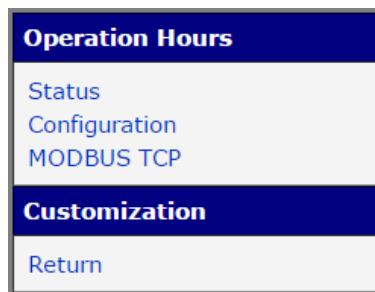 Operation Hours
Status
Configuration
MODBUS TCP
Customization
Return